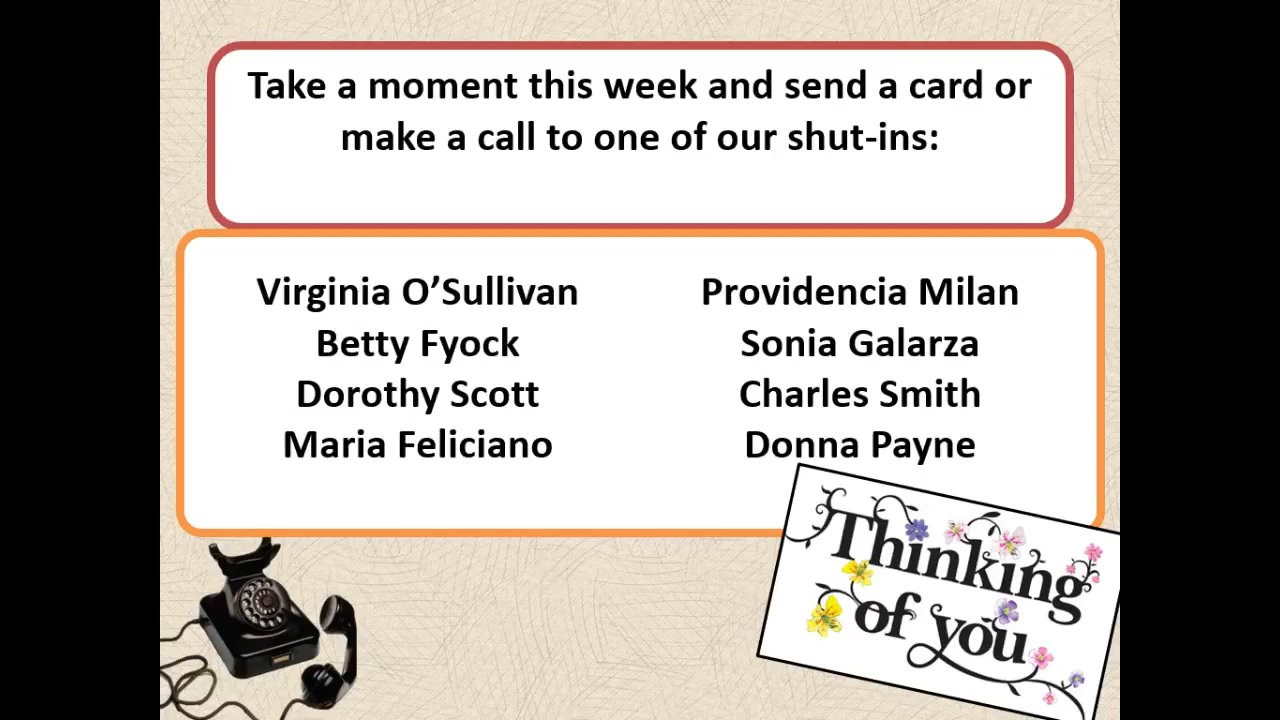 Take a moment this week and send a card or
make a call to one of our shut-ins:
Virginia O’Sullivan
Betty Fyock
Dorothy Scott
Maria Feliciano
Providencia Milan
Sonia Galarza
Charles Smith
Donna Payne
Thinking
of you